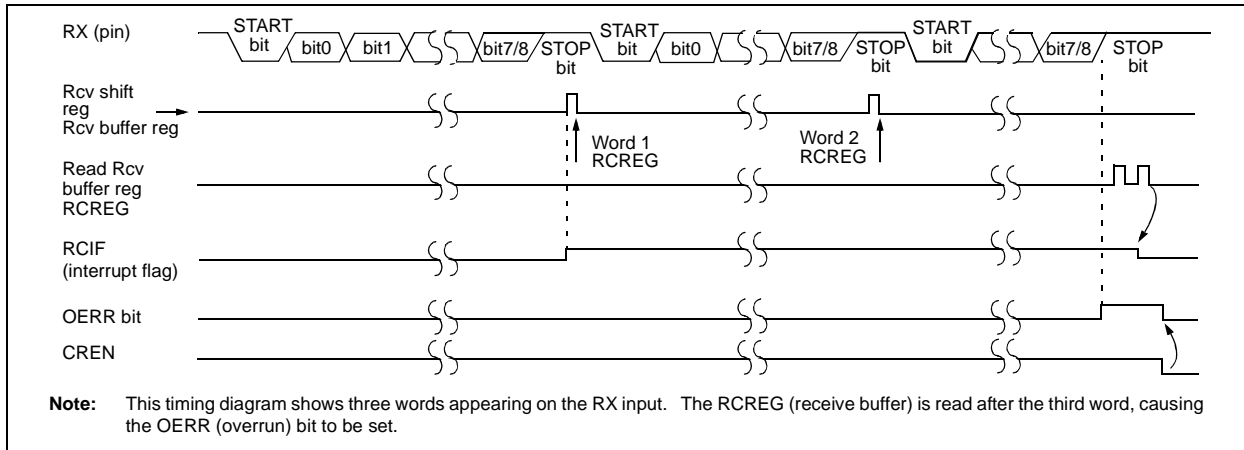 RX (pin)
START
bit
bit0
bit1
bit7/8
STOP
bit
START
bit
bit0
bit7/8
STOP
bit
START
bit
bit7/8
STOP
bit
Rcv shift
reg
Rcv buffer reg
Word 1
RCREG
Word 2
RCREG
Read Rcv
buffer reg
RCREG
RCIF
(interrupt flag)
OERR bit
CREN
Note: This timing diagram shows three words appearing on the RX input. The RCREG (receive buffer) is read after the third word, causing
the OERR (overrun) bit to be set.